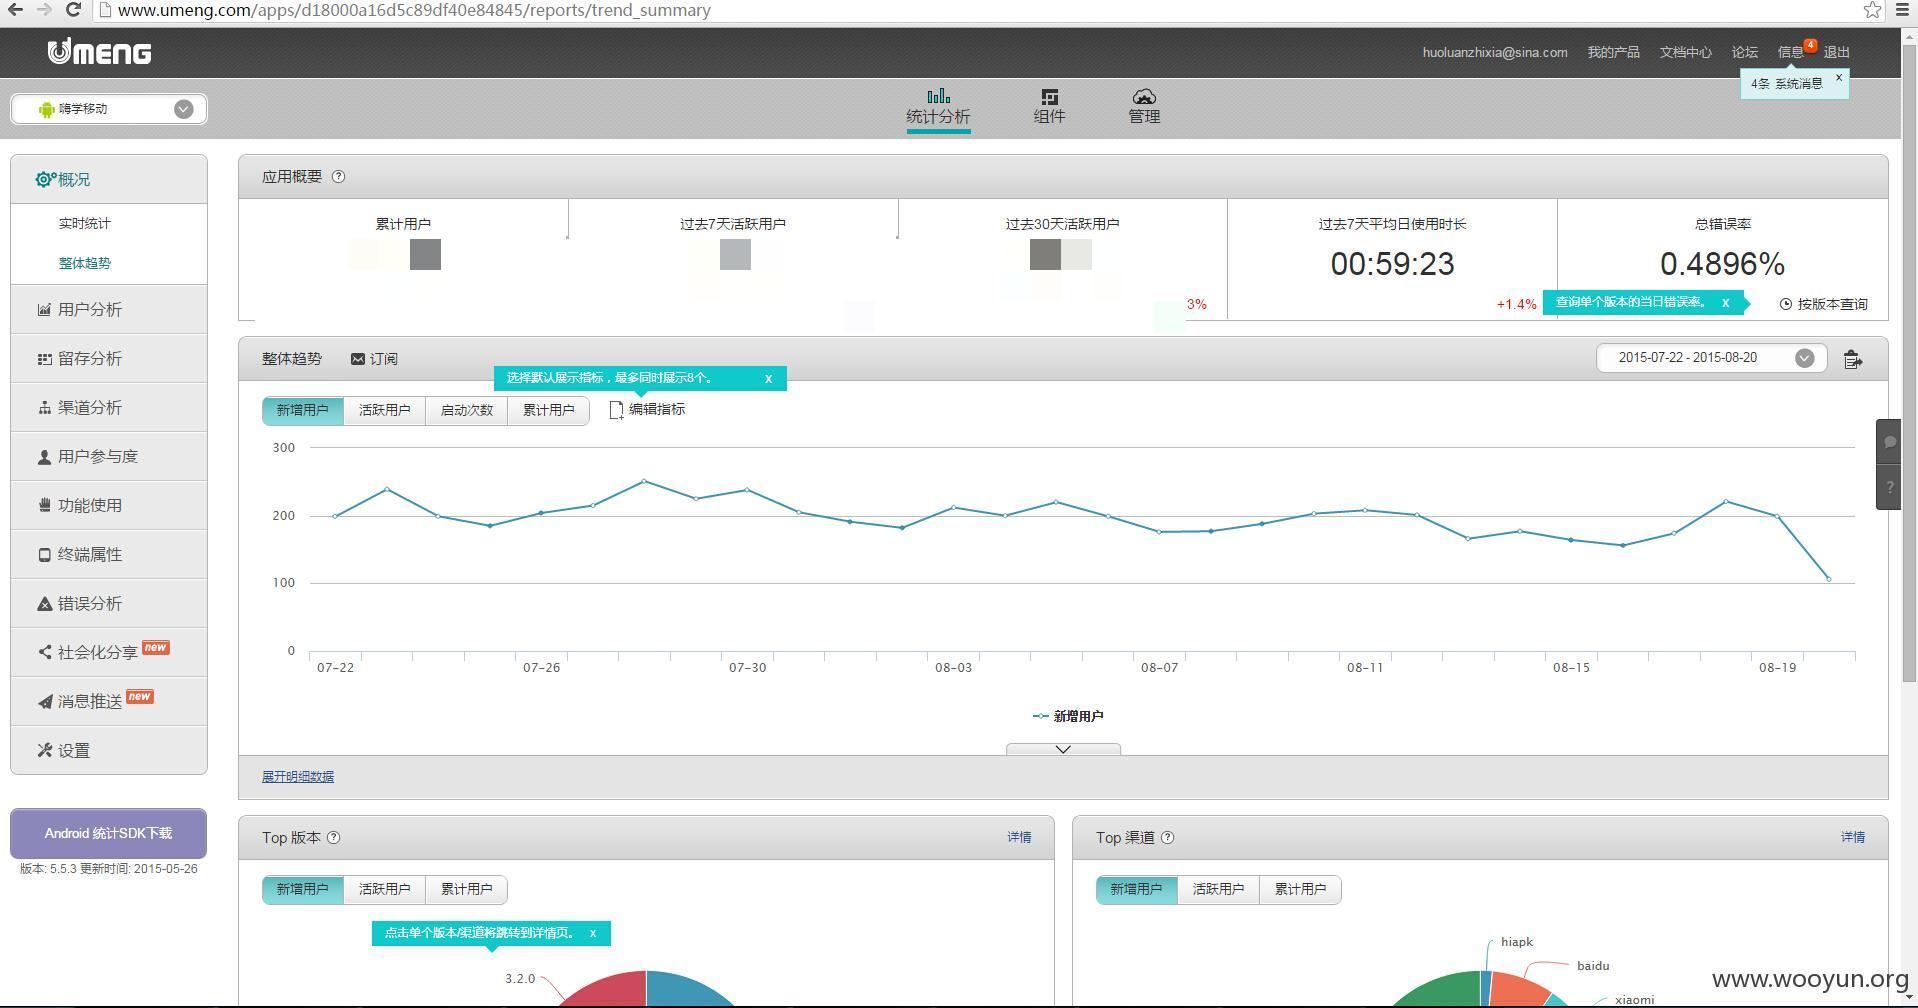 www.umeng.com/apps/d18000a16d5c89df40e84845/reports/trend_summary
UMENG
huoluanzhixia@sina.com 我的产品 文档中心 论坛 信息 4 退出
4条 系统消息 x
嗨学移动
统计分析 组件 管理
概况
实时统计
整体趋势
用户分析
留存分析
渠道分析
用户参与度
功能使用
终端属性
错误分析
社会化分享 new
消息推送 new
设置
Android 统计SDK下载
版本: 5.5.3 更新时间: 2015-05-26
应用概要 ?
累计用户 过去7天活跃用户 过去30天活跃用户 过去7天平均日使用时长 总错误率
00:59:23 0.4896%
3% +1.4% 查询单个版本的当日错误率。 x 按版本查询
整体趋势 订阅 2015-07-22 - 2015-08-20
选择默认展示指标，最多同时展示8个。 x
新增用户 活跃用户 启动次数 累计用户 编辑指标
300
200
100
0
07-22 07-26 07-30 08-03 08-07 08-11 08-15 08-19
新增用户
展开明细数据
Top 版本 ? 详情
新增用户 活跃用户 累计用户
点击单个版本/渠道将跳转到详情页。 x
3.2.0
Top 渠道 ? 详情
新增用户 活跃用户 累计用户
hiapk
baidu
xiaomi
www.wooyun.org